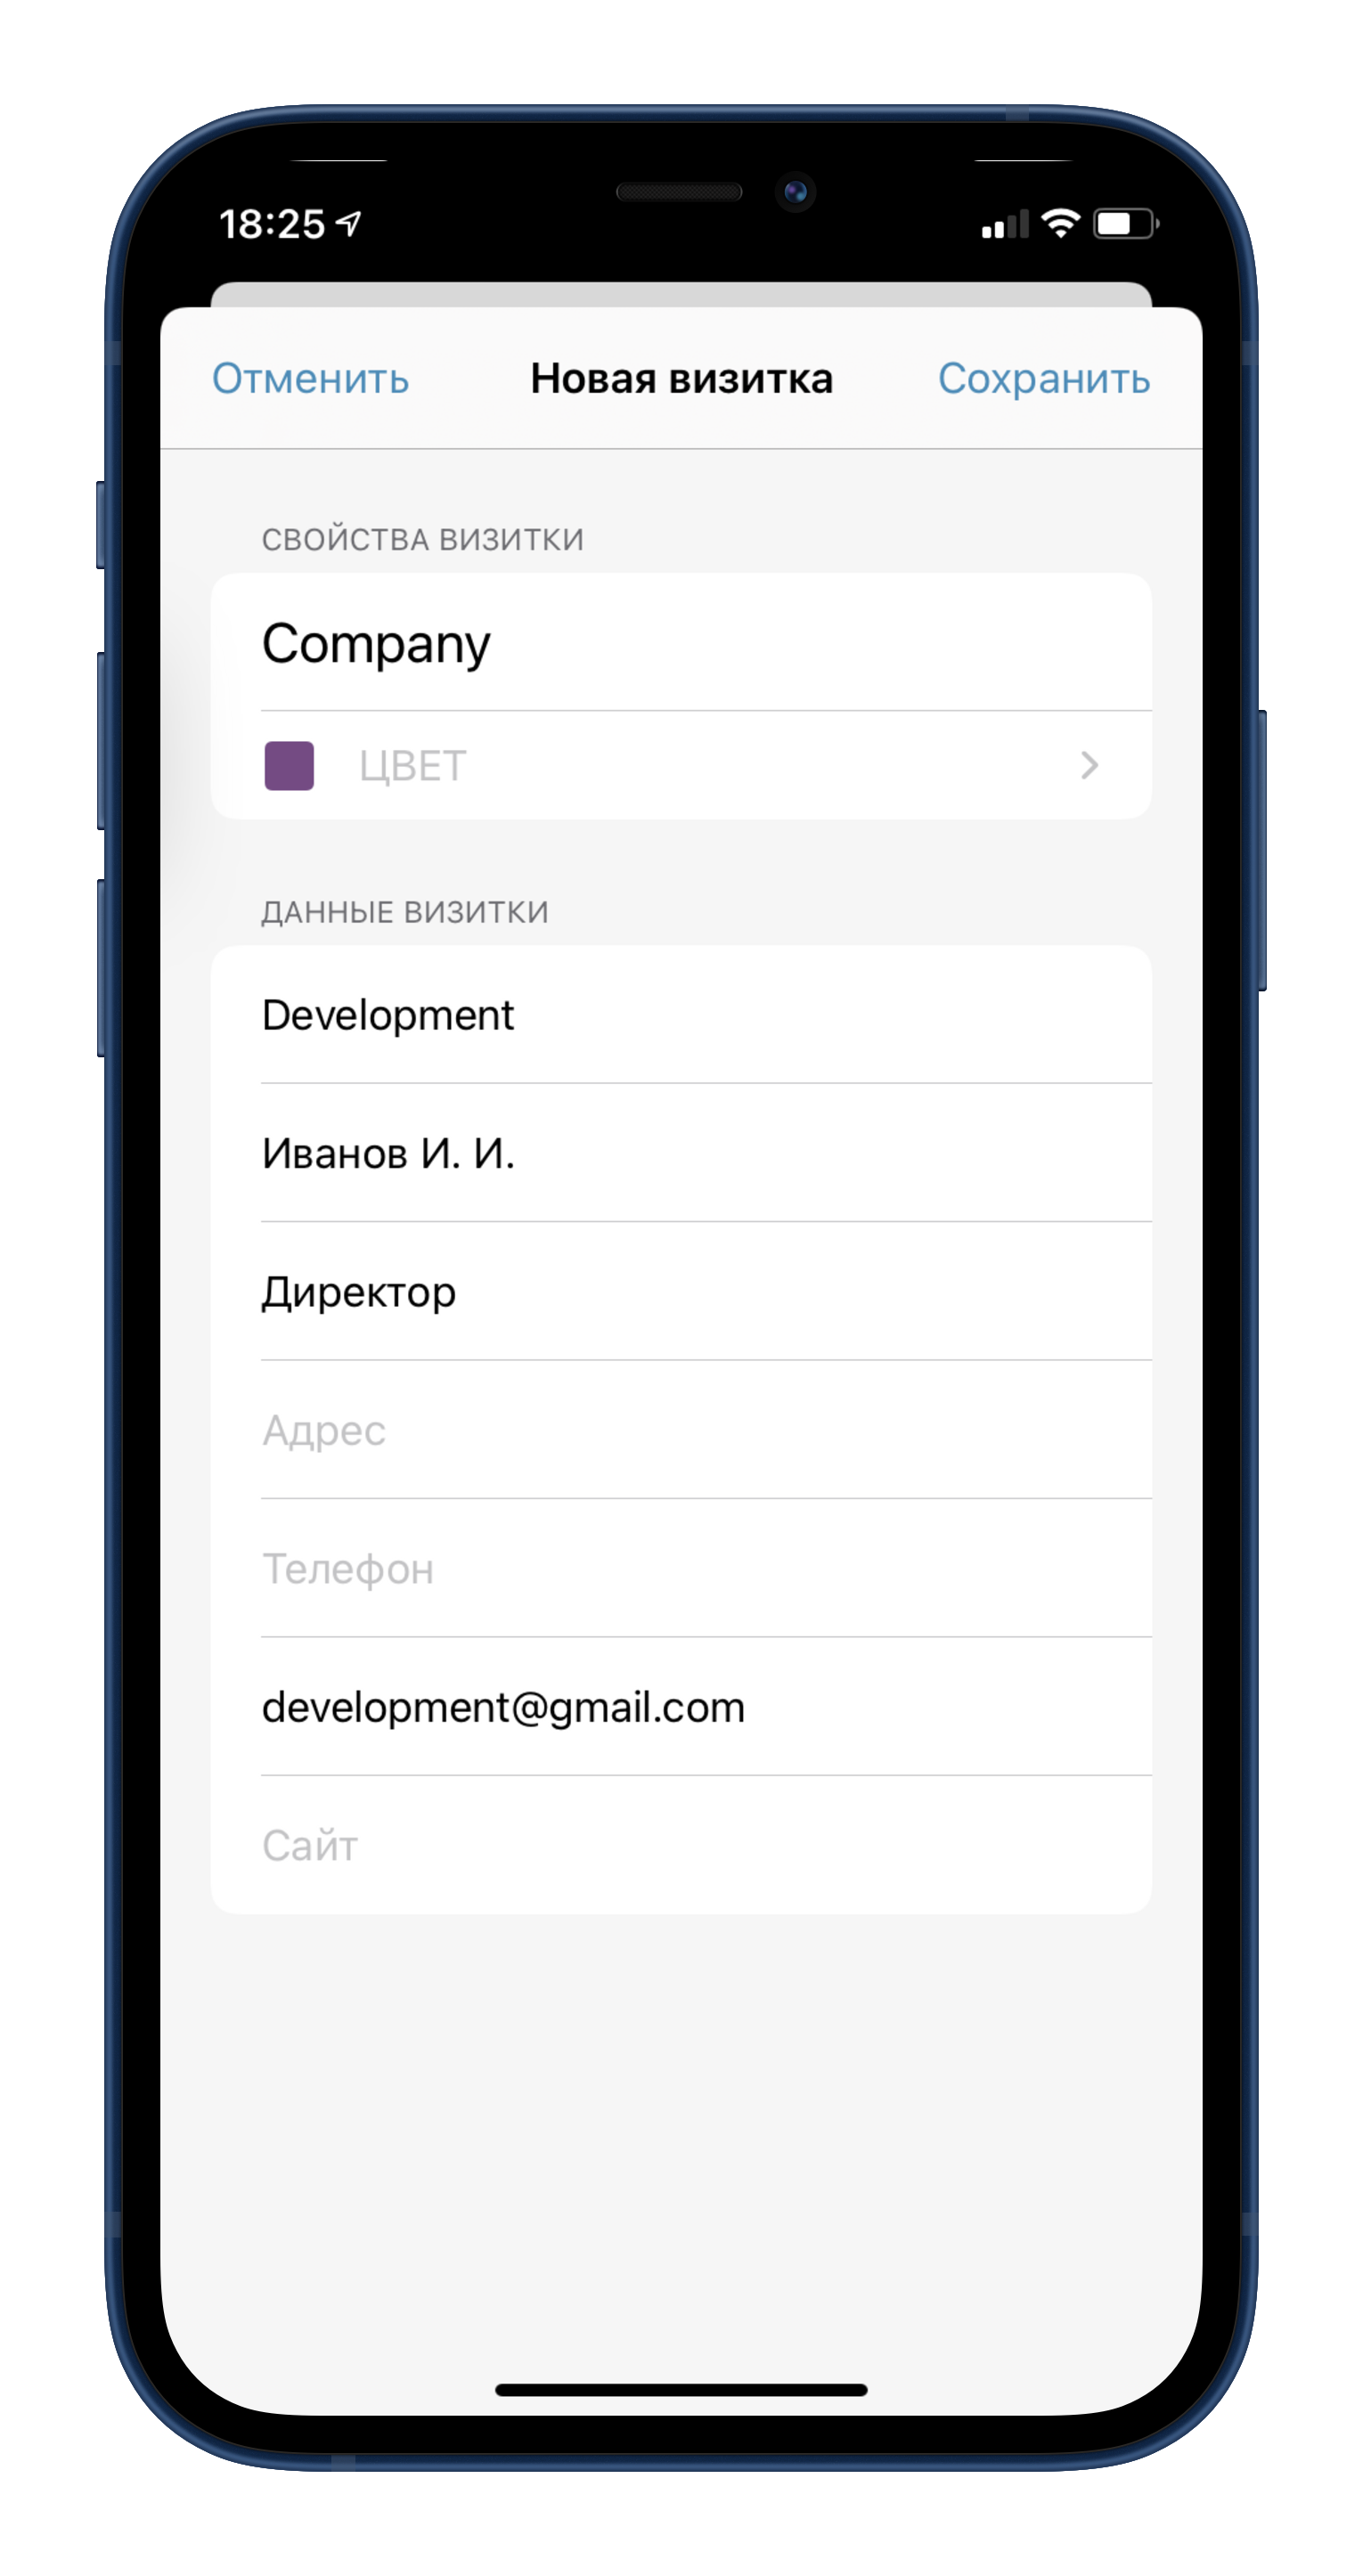 18:25
Отменить Новая визитка Сохранить
СВОЙСТВА ВИЗИТКИ
Company
ЦВЕТ
ДАННЫЕ ВИЗИТКИ
Development
Иванов И. И.
Директор
Адрес
Телефон
development@gmail.com
Сайт